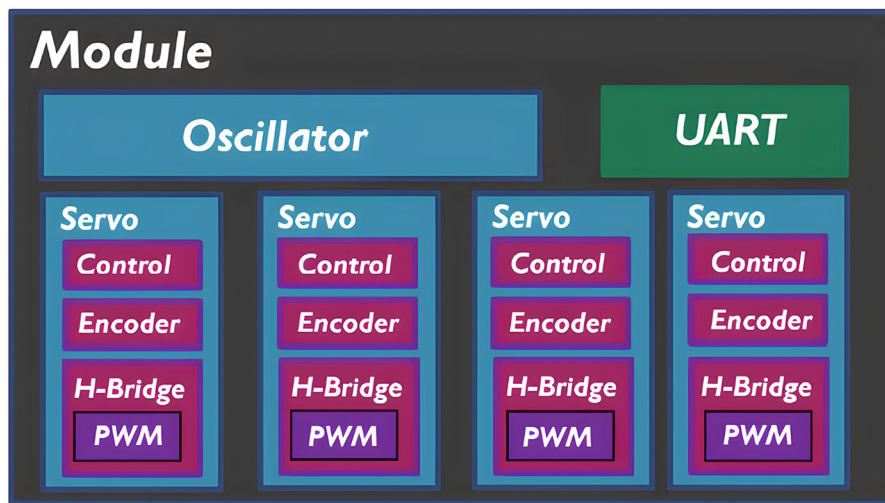 Module
Oscillator
UART
Servo
Control
Encoder
H-Bridge
PWM
Servo
Control
Encoder
H-Bridge
PWM
Servo
Control
Encoder
H-Bridge
PWM
Servo
Control
Encoder
H-Bridge
PWM